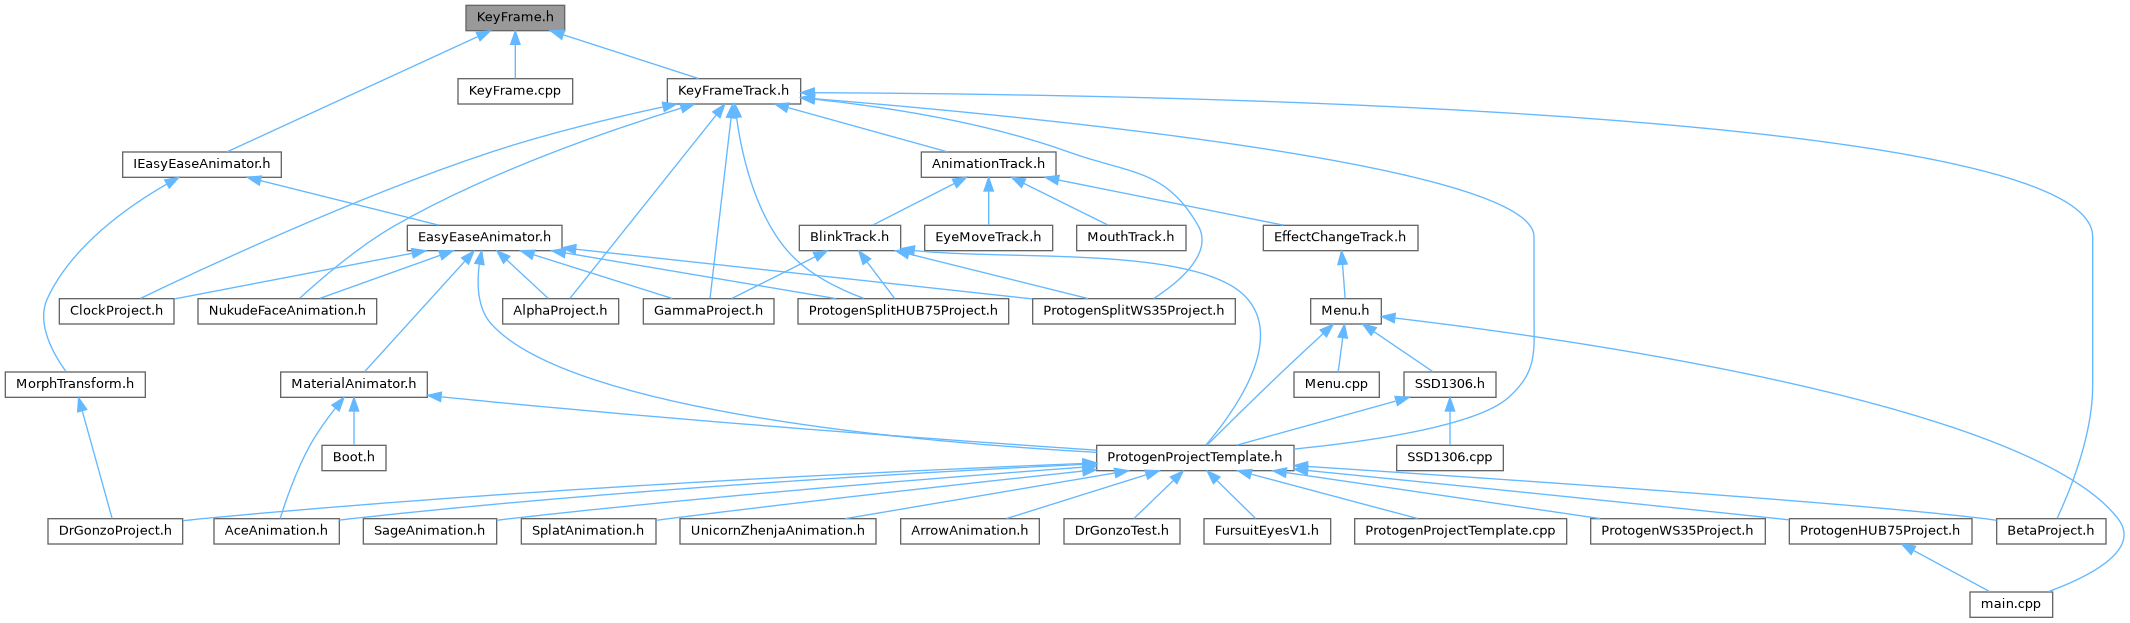 KeyFrame.h
KeyFrame.cpp
KeyFrameTrack.h
IEasyEaseAnimator.h
AnimationTrack.h
EasyEaseAnimator.h
BlinkTrack.h
EyeMoveTrack.h
MouthTrack.h
EffectChangeTrack.h
ClockProject.h
NukudeFaceAnimation.h
AlphaProject.h
GammaProject.h
ProtogenSplitHUB75Project.h
ProtogenSplitWS35Project.h
Menu.h
MorphTransform.h
MaterialAnimator.h
Menu.cpp
SSD1306.h
Boot.h
ProtogenProjectTemplate.h
SSD1306.cpp
DrGonzoProject.h
AceAnimation.h
SageAnimation.h
SplatAnimation.h
UnicornZhenjaAnimation.h
ArrowAnimation.h
DrGonzoTest.h
FursuitEyesV1.h
ProtogenProjectTemplate.cpp
ProtogenWS35Project.h
ProtogenHUB75Project.h
BetaProject.h
main.cpp